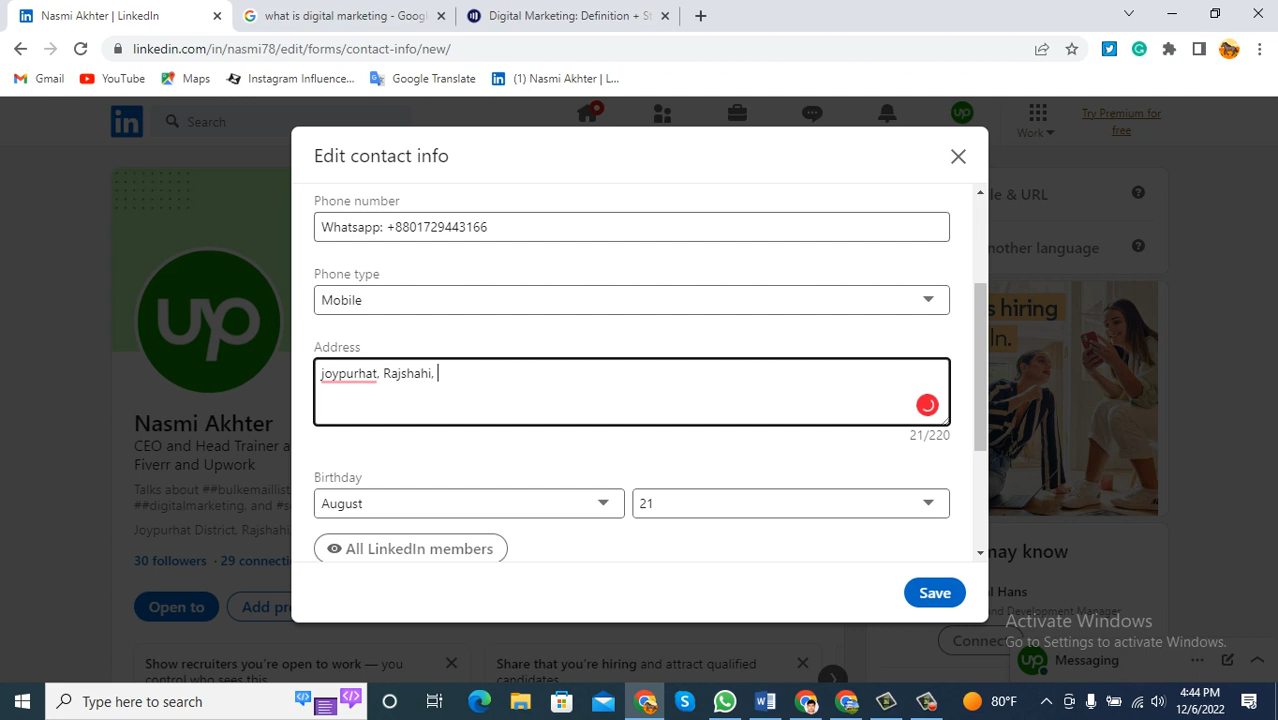 Nasmi Akhter | LinkedIn
what is digital marketing - Goog
Digital Marketing: Definition + St
linkedin.com/in/nasmi78/edit/forms/contact-info/new/
Gmail
YouTube
Maps
Instagram Influence...
Google Translate
(1) Nasmi Akhter | L...
in
Search
Work
Try Premium for
free
Edit contact info
Phone number
Whatsapp: +8801729443166
Phone type
Mobile
Address
joypurhat, Rajshahi,
21/220
Birthday
August
21
All LinkedIn members
Save
up
Nasmi Akhter
CEO and Head Trainer a
Fiverr and Upwork
Talks about ##bulkemaillist
##digitalmarketing, and #s
Joypurhat District, Rajshahi
30 followers · 29 connecti
Open to
Add pr
Show recruiters you're open to work — you
control who sees this.
Share that you're hiring and attract qualified
candidates.
le & URL
nother language
s hiring
In.
may know
l Hans
nd Development Manager
Connect
Activate Windows
Go to Settings to activate Windows.
Messaging
Type here to search
80°F
4:44 PM
12/6/2022